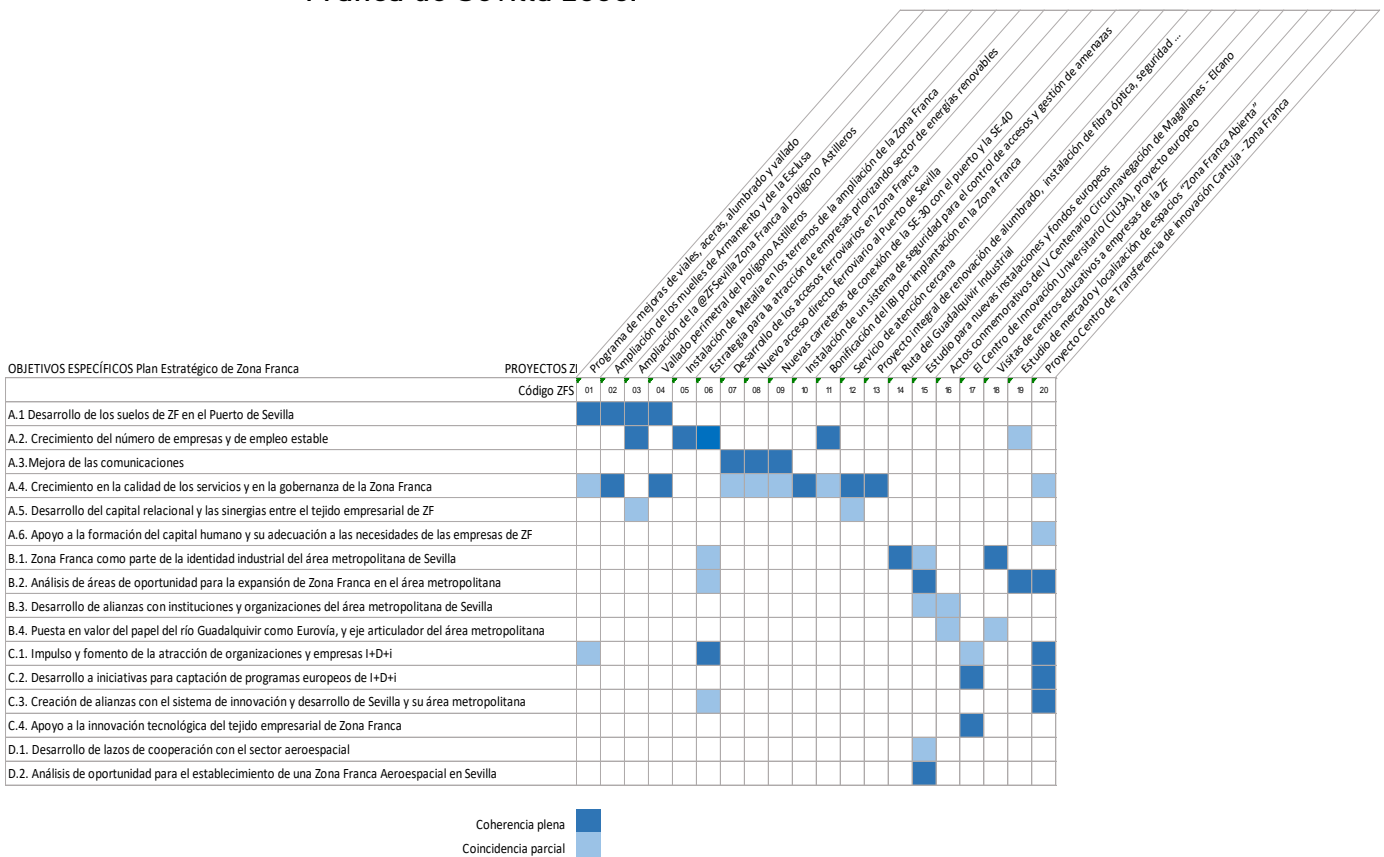 Programa de mejoras de viales, aceras, alumbrado y vallado
Ampliación de los muelles de Armamento y de la Esclusa
Ampliación de la @ZFSevilla Zona Franca al Polígono Astilleros
Vallado perimetral del Polígono Astilleros
Instalación de Metalia en los terrenos de la ampliación de la Zona Franca
Estrategia para la atracción de empresas priorizando sector de energías renovables
Desarrollo de los accesos ferroviarios en Zona Franca
Nuevo acceso directo ferroviario al Puerto de Sevilla
Nuevas carreteras de conexión de la SE-30 con el puerto y la SE-40
Instalación de un sistema de seguridad para el control de accesos y gestión de amenazas
Bonificación del IBI por implantación en la Zona Franca
Servicio de atención cercana
Proyecto integral de renovación de alumbrado, instalación de fibra óptica, seguridad ...
Ruta del Guadalquivir Industrial
Estudio para nuevas instalaciones y fondos europeos
Actos conmemorativos del V Centenario Circunnavegación de Magallanes - Elcano
El Centro de Innovación Universitario (CIU3A), proyecto europeo
Visitas de centros educativos a empresas de la ZF
Estudio de mercado y localización de espacios "Zona Franca Abierta"
Proyecto Centro de Transferencia de Innovación Cartuja - Zona Franca
OBJETIVOS ESPECÍFICOS Plan Estratégico de Zona Franca PROYECTOS ZI
Código ZFS 01 02 03 04 05 06 07 08 09 10 11 12 13 14 15 16 17 18 19 20
A.1 Desarrollo de los suelos de ZF en el Puerto de Sevilla
A.2. Crecimiento del número de empresas y de empleo estable
A.3.Mejora de las comunicaciones
A.4. Crecimiento en la calidad de los servicios y en la gobernanza de la Zona Franca
A.5. Desarrollo del capital relacional y las sinergias entre el tejido empresarial de ZF
A.6. Apoyo a la formación del capital humano y su adecuación a las necesidades de las empresas de ZF
B.1. Zona Franca como parte de la identidad industrial del área metropolitana de Sevilla
B.2. Análisis de áreas de oportunidad para la expansión de Zona Franca en el área metropolitana
B.3. Desarrollo de alianzas con instituciones y organizaciones del área metropolitana de Sevilla
B.4. Puesta en valor del papel del río Guadalquivir como Eurovía, y eje articulador del área metropolitana
C.1. Impulso y fomento de la atracción de organizaciones y empresas I+D+i
C.2. Desarrollo a iniciativas para captación de programas europeos de I+D+i
C.3. Creación de alianzas con el sistema de innovación y desarrollo de Sevilla y su área metropolitana
C.4. Apoyo a la innovación tecnológica del tejido empresarial de Zona Franca
D.1. Desarrollo de lazos de cooperación con el sector aeroespacial
D.2. Análisis de oportunidad para el establecimiento de una Zona Franca Aeroespacial en Sevilla
Coherencia plena
Coincidencia parcial